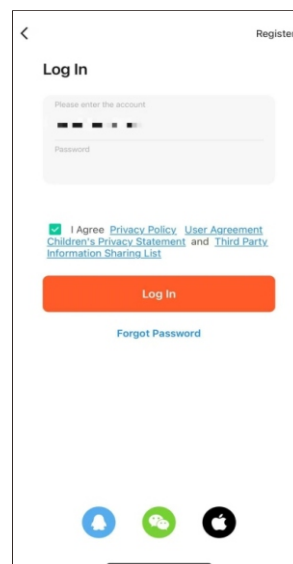 Register
Log In
Please enter the account
Password
I Agree Privacy Policy User Agreement
Children's Privacy Statement and Third Party
Information Sharing List
Log In
Forgot Password